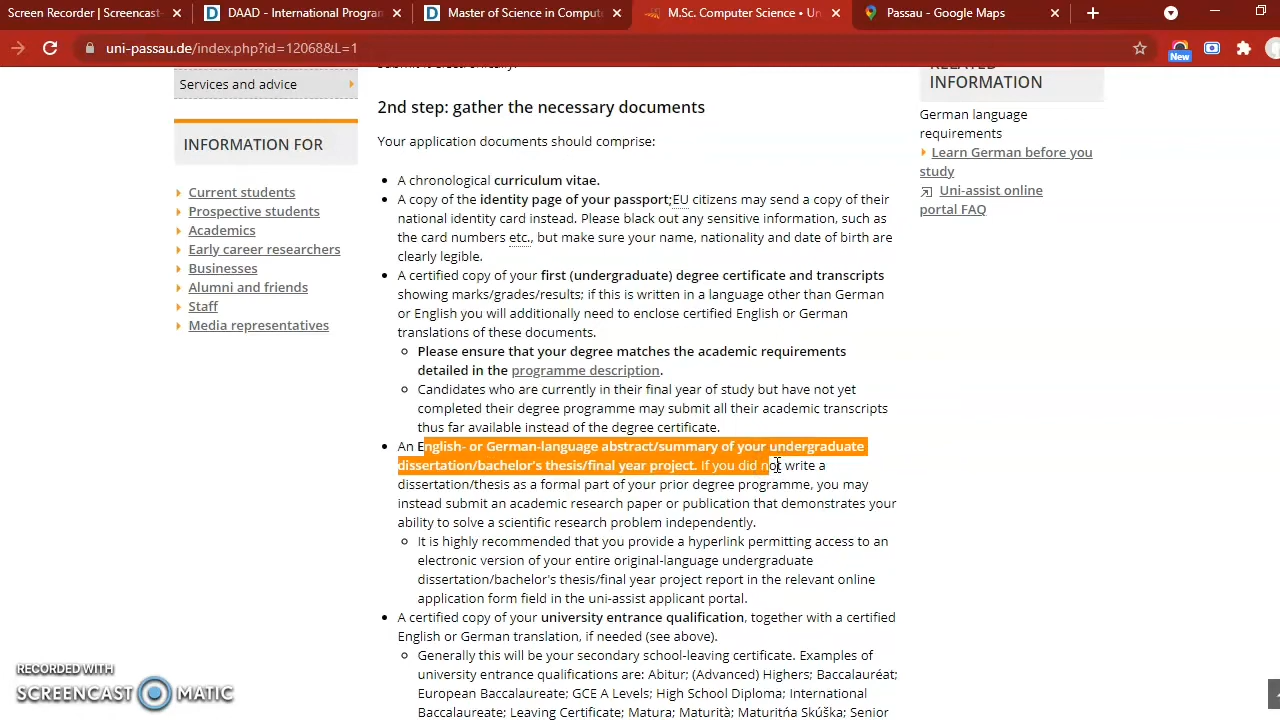 Screen Recorder | Screencast-
DAAD - International Program
Master of Science in Compute
M.Sc. Computer Science • Un
Passau - Google Maps
uni-passau.de/index.php?id=12068&L=1
New
Services and advice
INFORMATION FOR
Current students
Prospective students
Academics
Early career researchers
Businesses
Alumni and friends
Staff
Media representatives
2nd step: gather the necessary documents
Your application documents should comprise:
A chronological curriculum vitae.
A copy of the identity page of your passport;EU citizens may send a copy of their
national identity card instead. Please black out any sensitive information, such as
the card numbers etc., but make sure your name, nationality and date of birth are
clearly legible.
A certified copy of your first (undergraduate) degree certificate and transcripts
showing marks/grades/results; if this is written in a language other than German
or English you will additionally need to enclose certified English or German
translations of these documents.
Please ensure that your degree matches the academic requirements
detailed in the programme description.
Candidates who are currently in their final year of study but have not yet
completed their degree programme may submit all their academic transcripts
thus far available instead of the degree certificate.
An English- or German-language abstract/summary of your undergraduate
dissertation/bachelor's thesis/final year project. If you did not write a
dissertation/thesis as a formal part of your prior degree programme, you may
instead submit an academic research paper or publication that demonstrates your
ability to solve a scientific research problem independently.
It is highly recommended that you provide a hyperlink permitting access to an
electronic version of your entire original-language undergraduate
dissertation/bachelor's thesis/final year project report in the relevant online
application form field in the uni-assist applicant portal.
A certified copy of your university entrance qualification, together with a certified
English or German translation, if needed (see above).
Generally this will be your secondary school-leaving certificate. Examples of
university entrance qualifications are: Abitur; (Advanced) Highers; Baccalauréat;
European Baccalaureate; GCE A Levels; High School Diploma; International
Baccalaureate; Leaving Certificate; Matura; Maturità; Maturitńa Skúška; Senior
RELATED
INFORMATION
German language
requirements
Learn German before you
study
Uni-assist online
portal FAQ
RECORDED WITH
SCREENCAST MATIC